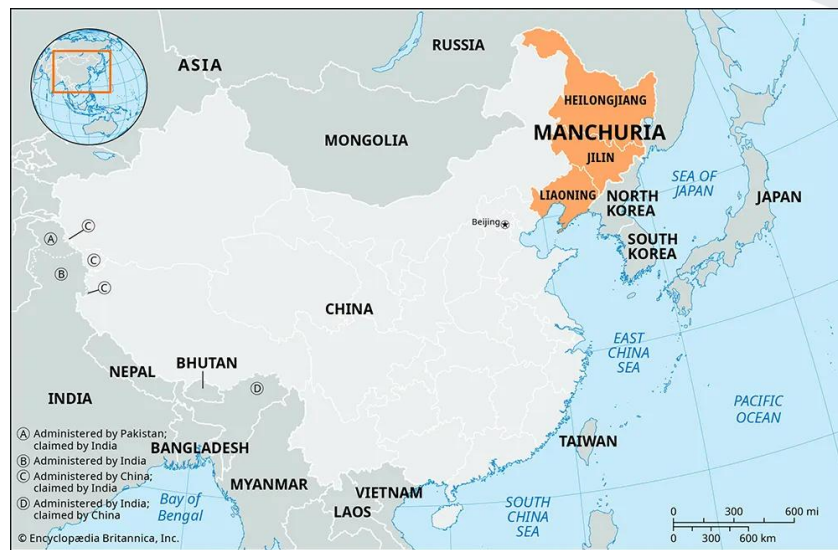 RUSSIA
ASIA
HEILONGJIANG
MONGOLIA
MANCHURIA
JILIN
SEA OF
JAPAN
LIAONING
NORTH
KOREA
JAPAN
Beijing
SOUTH
KOREA
C
A
C
B
C
CHINA
EAST
CHINA
SEA
NEPAL
BHUTAN
D
INDIA
PACIFIC
OCEAN
A Administered by Pakistan;
claimed by India
B Administered by India
C Administered by China;
claimed by India
D Administered by India;
claimed by China
BANGLADESH
TAIWAN
MYANMAR
VIETNAM
LAOS
Bay of
Bengal
SOUTH
CHINA
SEA
0 300 600 mi
0 300 600 km
© Encyclopædia Britannica, Inc.